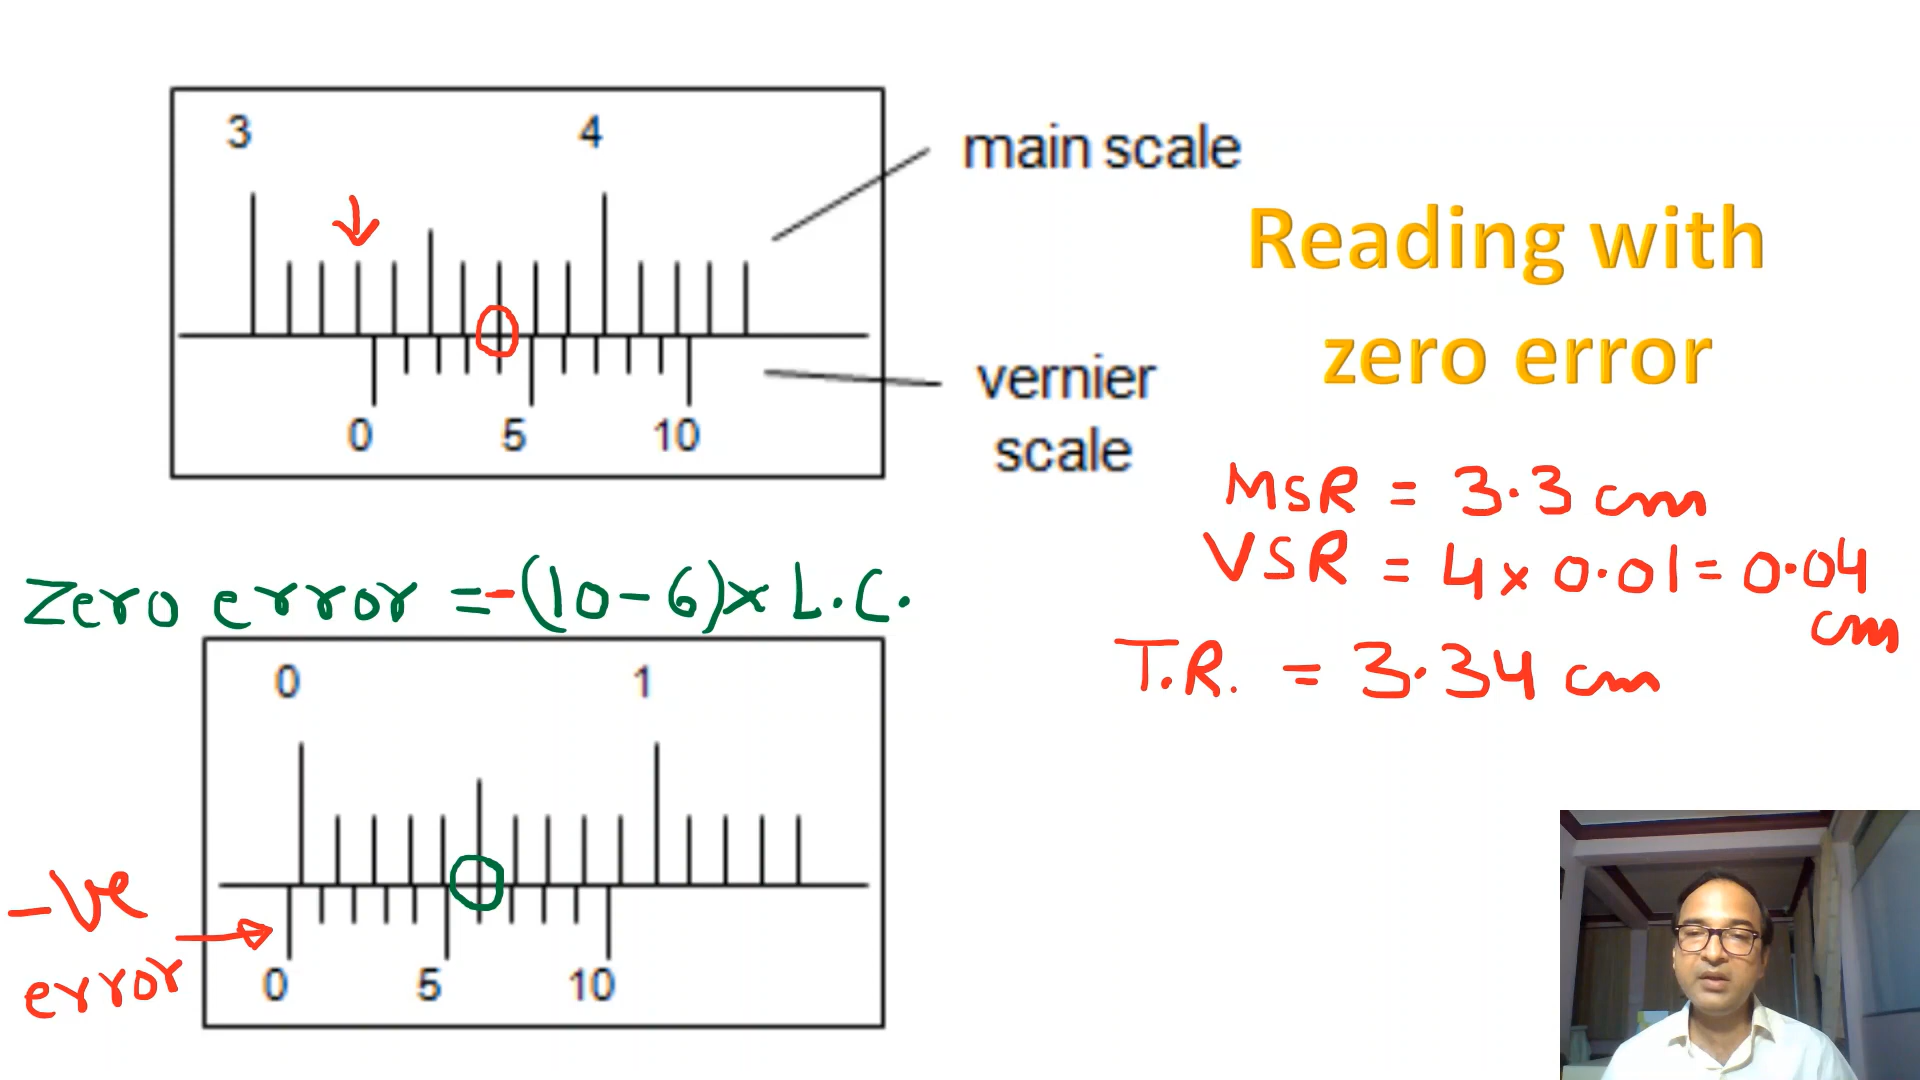 3 4
main scale
Reading with
zero error
vernier
scale
0 5 10
MSR = 3.3 cm
VSR = 4 x 0.01 = 0.04
cm
Zero error = -(10-6)x L.C.
T.R. = 3.34 cm
0 1
-ve
error
0 5 10